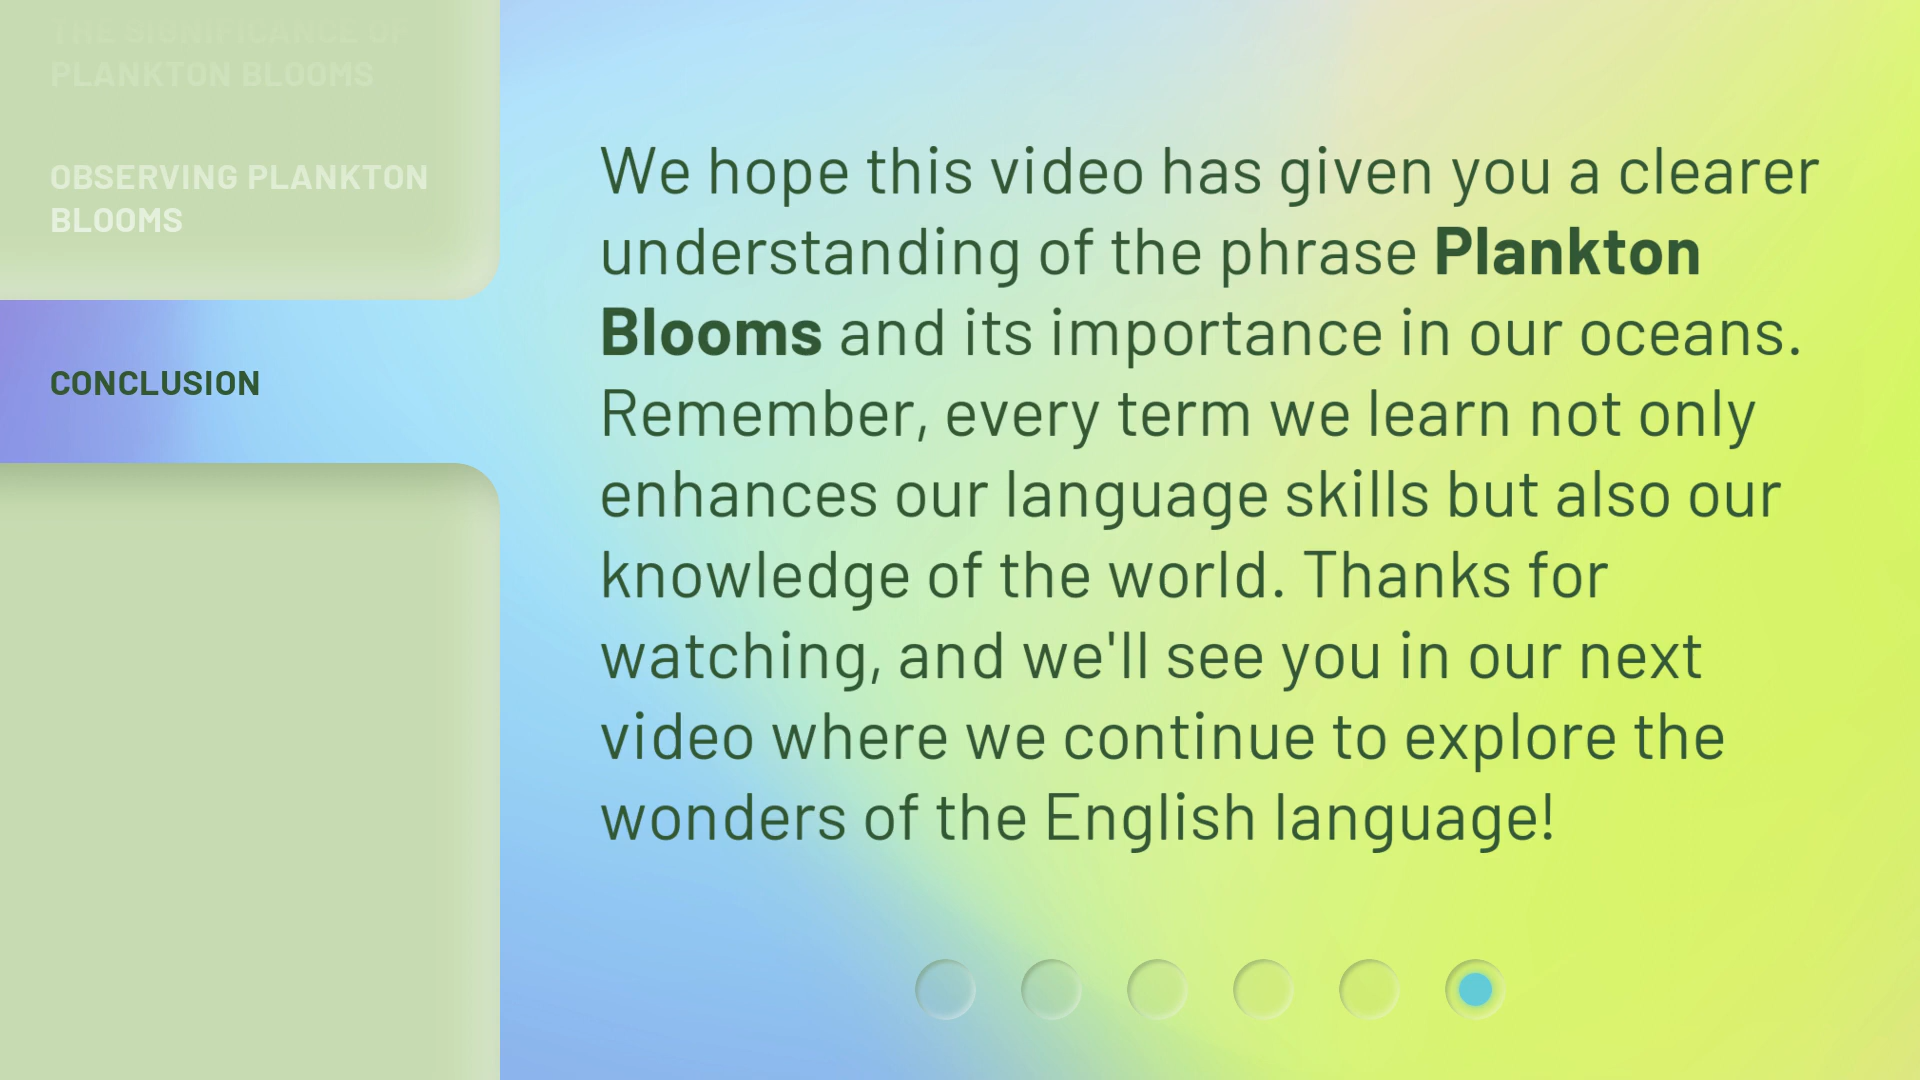 THE SIGNIFICANCE OF
PLANKTON BLOOMS
OBSERVING PLANKTON
BLOOMS
CONCLUSION
We hope this video has given you a clearer
understanding of the phrase Plankton
Blooms and its importance in our oceans.
Remember, every term we learn not only
enhances our language skills but also our
knowledge of the world. Thanks for
watching, and we'll see you in our next
video where we continue to explore the
wonders of the English language!